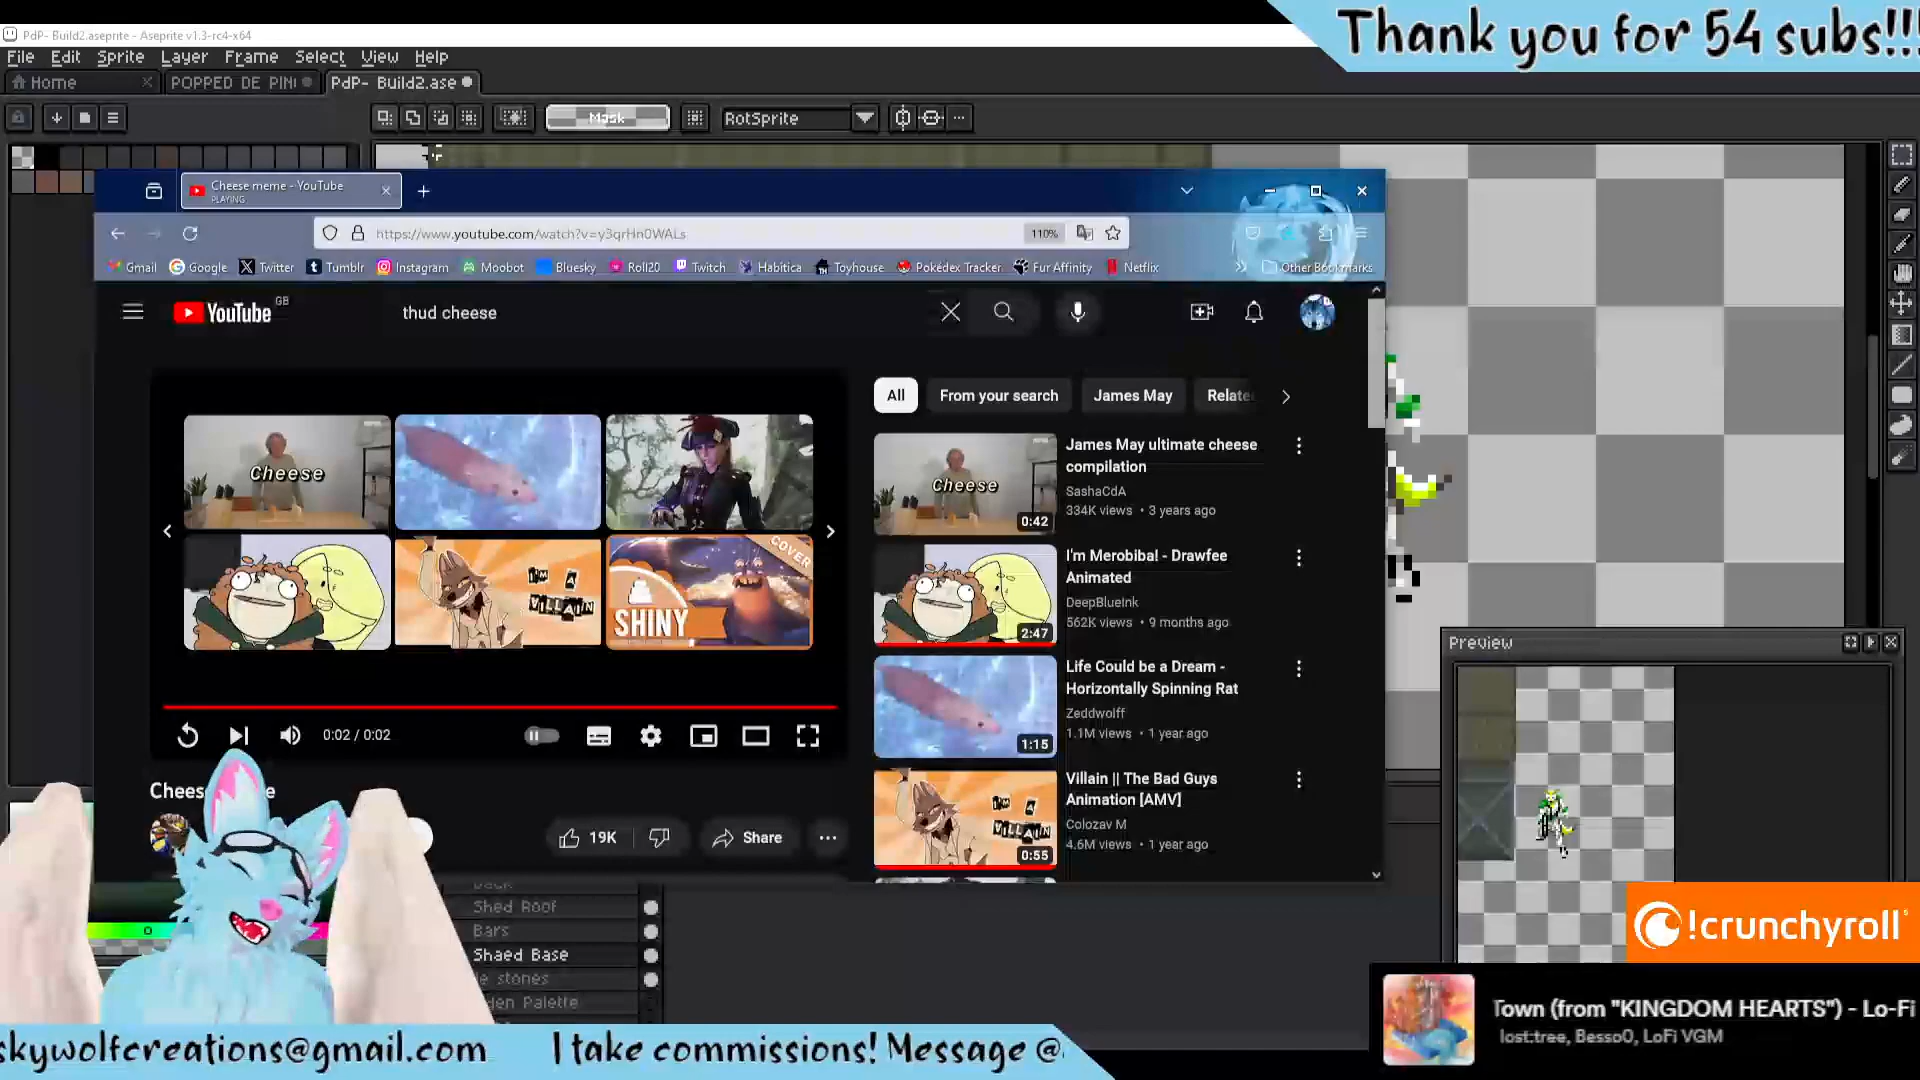 PdP- Build2.aseprite - Aseprite v1.3-rc4-x64
Thank you for 54 subs!!!
File Edit Sprite Layer Frame Select View Help
Home
POPPED DE PIN
PdP- Build2.ase
Mask
RotSprite
Cheese meme - YouTube
PLAYING
https://www.youtube.com/watch?v=y3qrHn0WALs
110%
Gmail Google Twitter Tumblr Instagram Moobot Bluesky Roll20 Twitch Habitica Toyhouse Pokédex Tracker Fur Affinity Netflix Other Bookmarks
YouTube GB
thud cheese
All From your search James May Relate
Cheese
I'M A VILLAIN
COVER
SHINY
0:02 / 0:02
Chees
19K
Share
Cheese
0:42
James May ultimate cheese
compilation
SashaCdA
334K views • 3 years ago
2:47
I'm Merobiba! - Drawfee
Animated
DeepBlueInk
562K views • 9 months ago
1:15
Life Could be a Dream -
Horizontally Spinning Rat
Zeddwolff
1.1M views • 1 year ago
I'M A VILLAIN
0:55
Villain || The Bad Guys
Animation [AMV]
Colozav M
4.6M views • 1 year ago
Preview
Shed Roof
Bars
Shaed Base
stones
Palette
!crunchyroll
Town (from "KINGDOM HEARTS") - Lo-Fi
lost:tree, Besso0, LoFi VGM
skywolfcreations@gmail.com
I take commissions! Message @